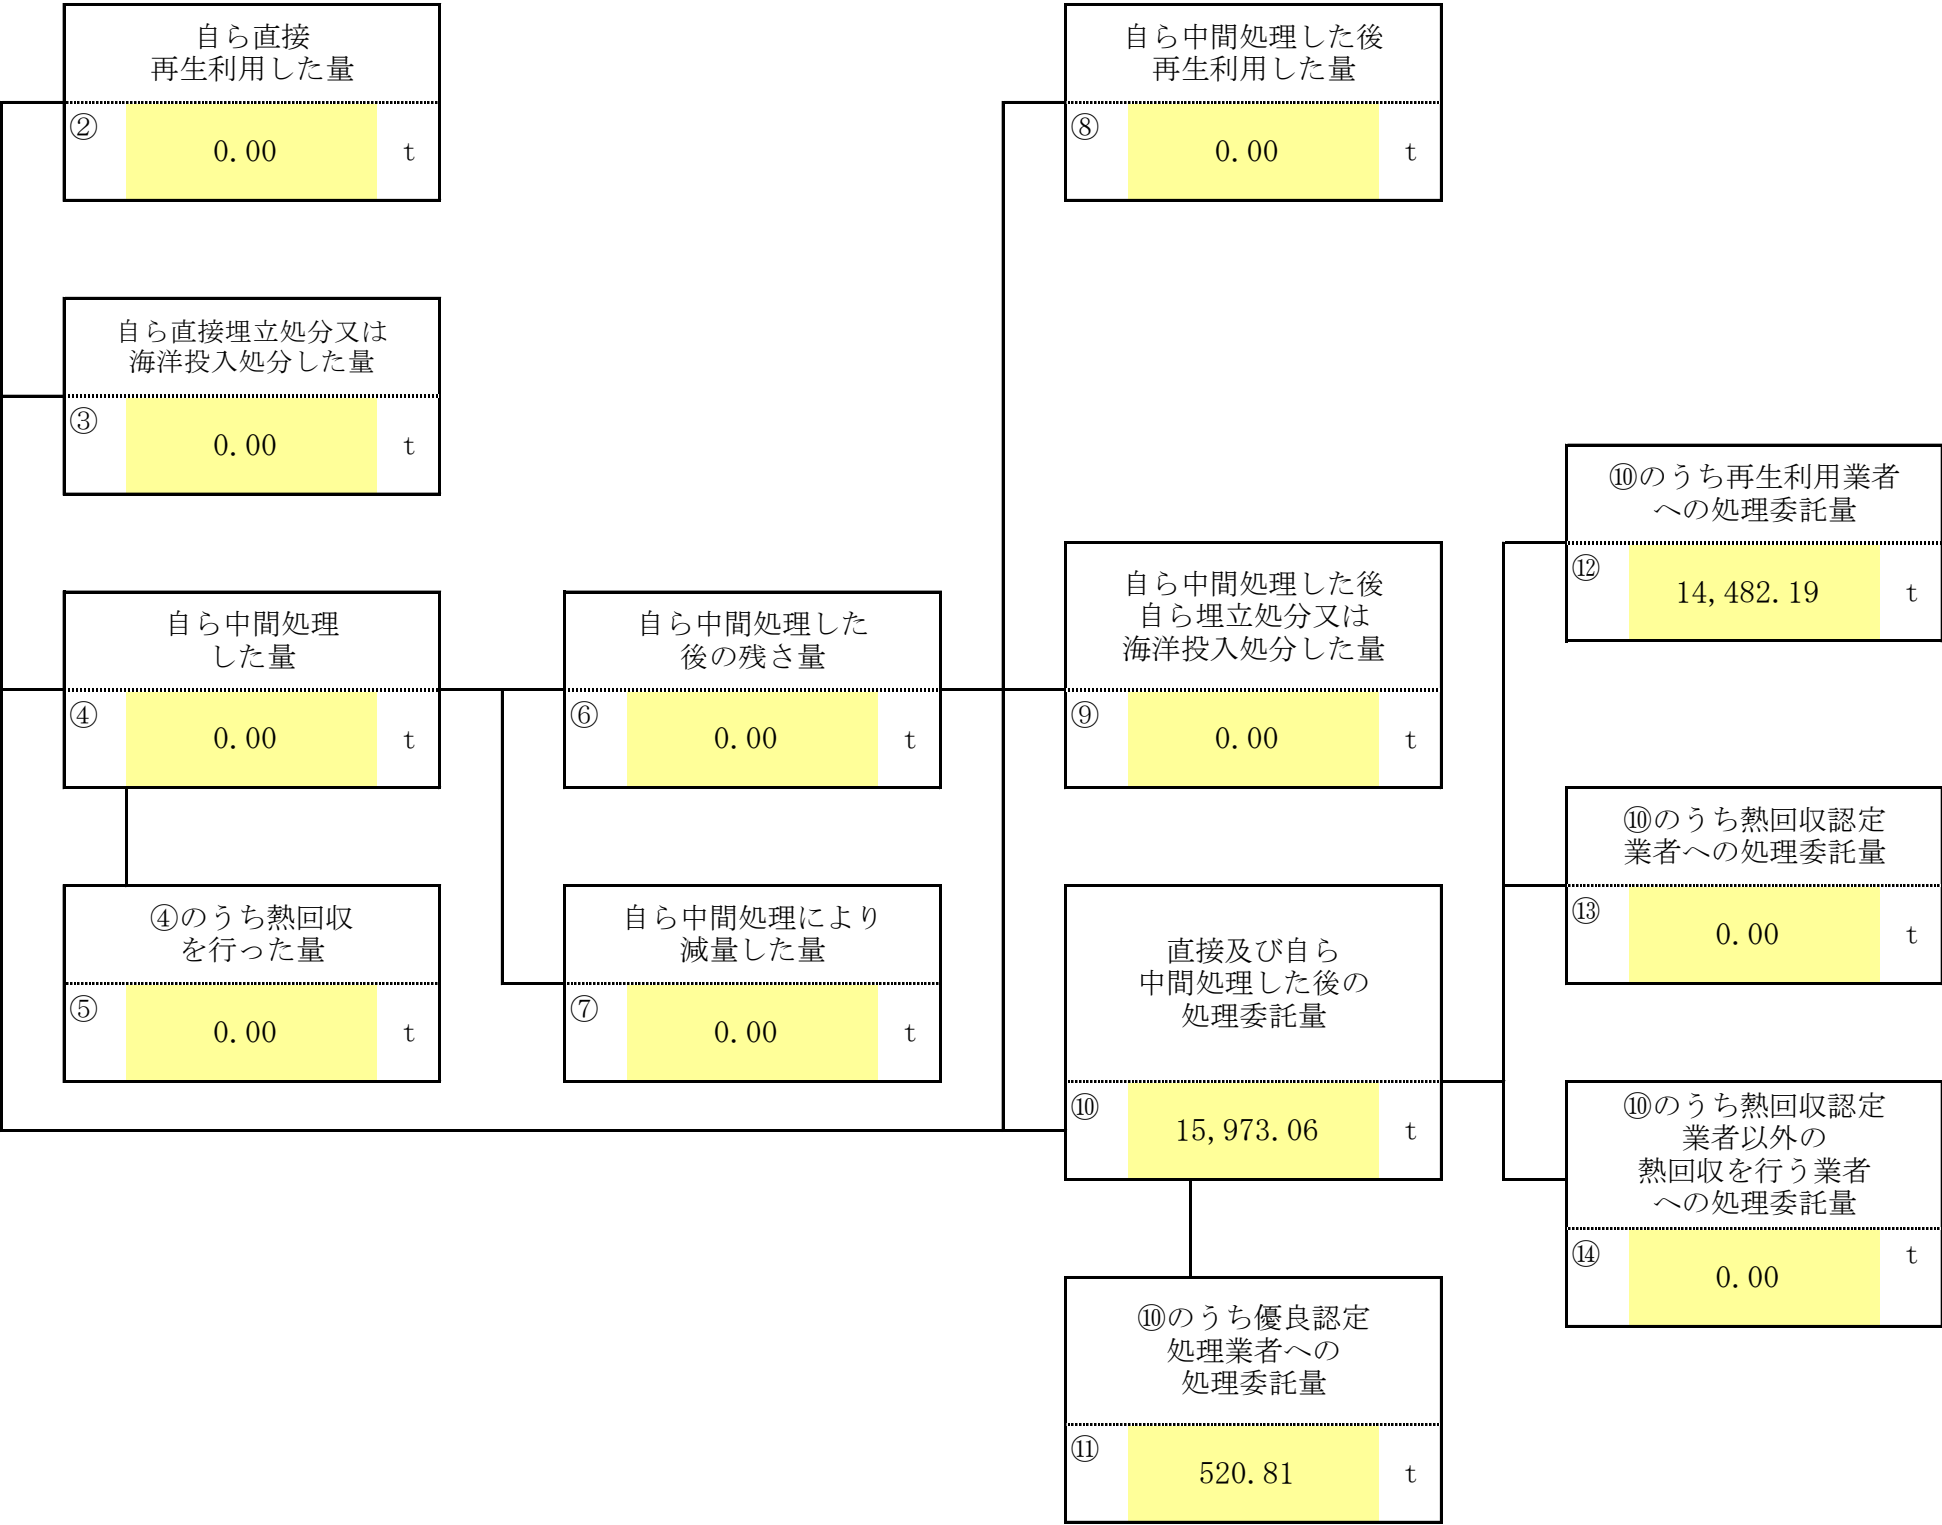 自ら直接
再生利用した量
②
0.00
t
自ら直接埋立処分又は
海洋投入処分した量
③
0.00
t
自ら中間処理
した量
④
0.00
t
④のうち熱回収
を行った量
⑤
0.00
t
自ら中間処理した
後の残さ量
⑥
0.00
t
自ら中間処理により
減量した量
⑦
0.00
t
自ら中間処理した後
再生利用した量
⑧
0.00
t
自ら中間処理した後
自ら埋立処分又は
海洋投入処分した量
⑨
0.00
t
直接及び自ら
中間処理した後の
処理委託量
⑩
15,973.06
t
⑩のうち優良認定
処理業者への
処理委託量
⑪
520.81
t
⑩のうち再生利用業者
への処理委託量
⑫
14,482.19
t
⑩のうち熱回収認定
業者への処理委託量
⑬
0.00
t
⑩のうち熱回収認定
業者以外の
熱回収を行う業者
への処理委託量
⑭
0.00
t